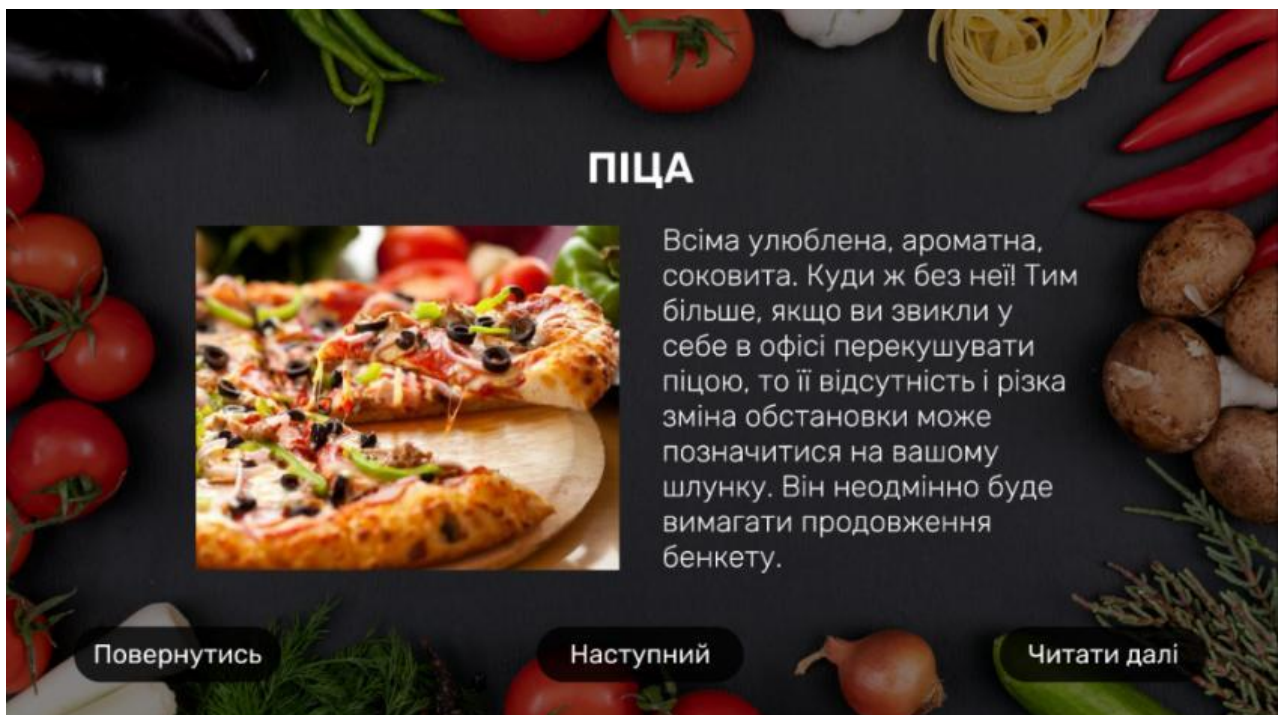 ПІЦА
Всіма улюблена, ароматна,
соковита. Куди ж без неї! Тим
більше, якщо ви звикли у
себе в офісі перекушувати
піцою, то її відсутність і різка
зміна обстановки може
позначитися на вашому
шлунку. Він неодмінно буде
вимагати продовження
бенкету.
Повернутись
Наступний
Читати далі